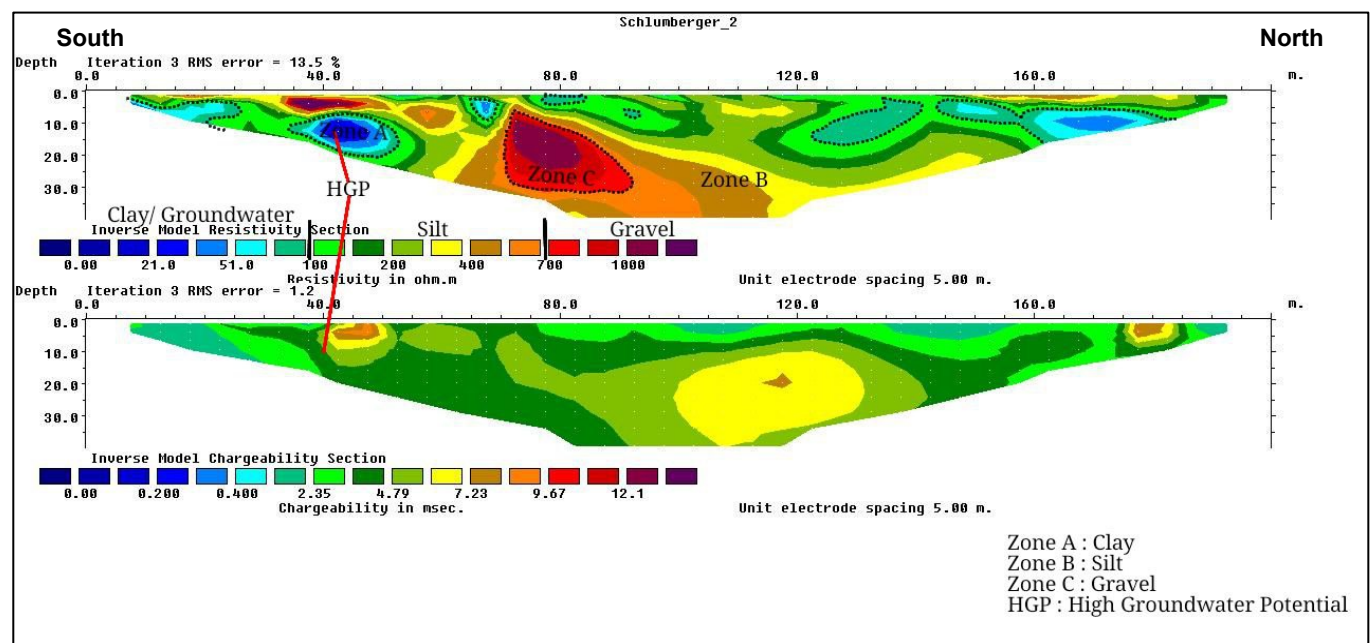 Schlumberger_2
South
North
Depth Iteration 3 RMS error = 13.5 %
0.0 40.0 80.0 120.0 160.0 m.
0.0
10.0
20.0
30.0
Zone A
Zone C
Zone B
HGP
Clay/ Groundwater
Silt
Gravel
Inverse Model Resistivity Section
0.00 21.0 51.0 100 200 400 700 1000
Resistivity in ohm.m
Unit electrode spacing 5.00 m.
Depth Iteration 3 RMS error = 1.2
0.0 40.0 80.0 120.0 160.0 m.
0.0
10.0
20.0
30.0
Inverse Model Chargeability Section
0.00 0.200 0.400 2.35 4.79 7.23 9.67 12.1
Chargeability in msec.
Unit electrode spacing 5.00 m.
Zone A : Clay
Zone B : Silt
Zone C : Gravel
HGP : High Groundwater Potential